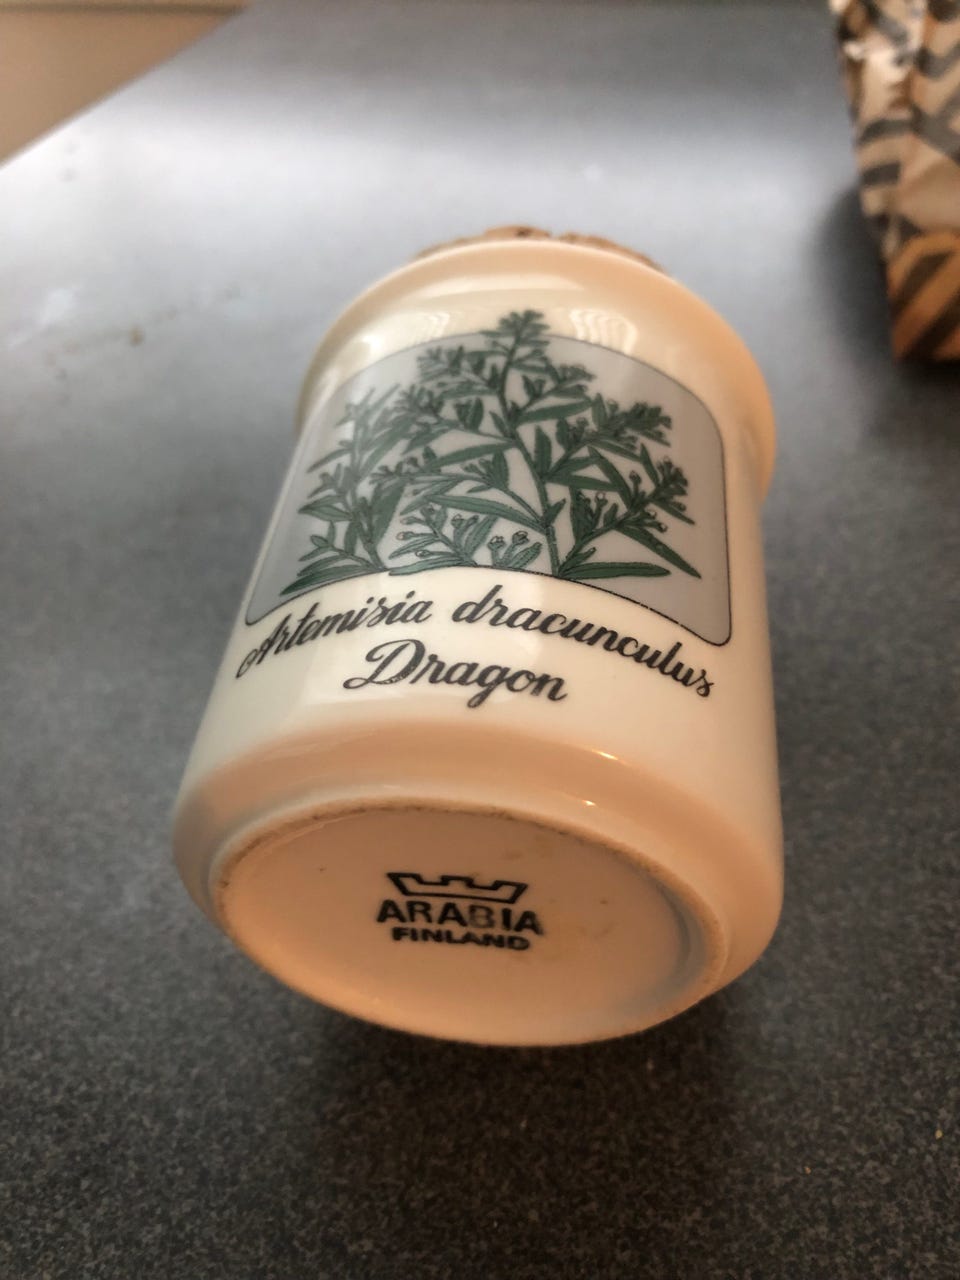 Artemisia dracunculus
Dragon
ARABIA
FINLAND